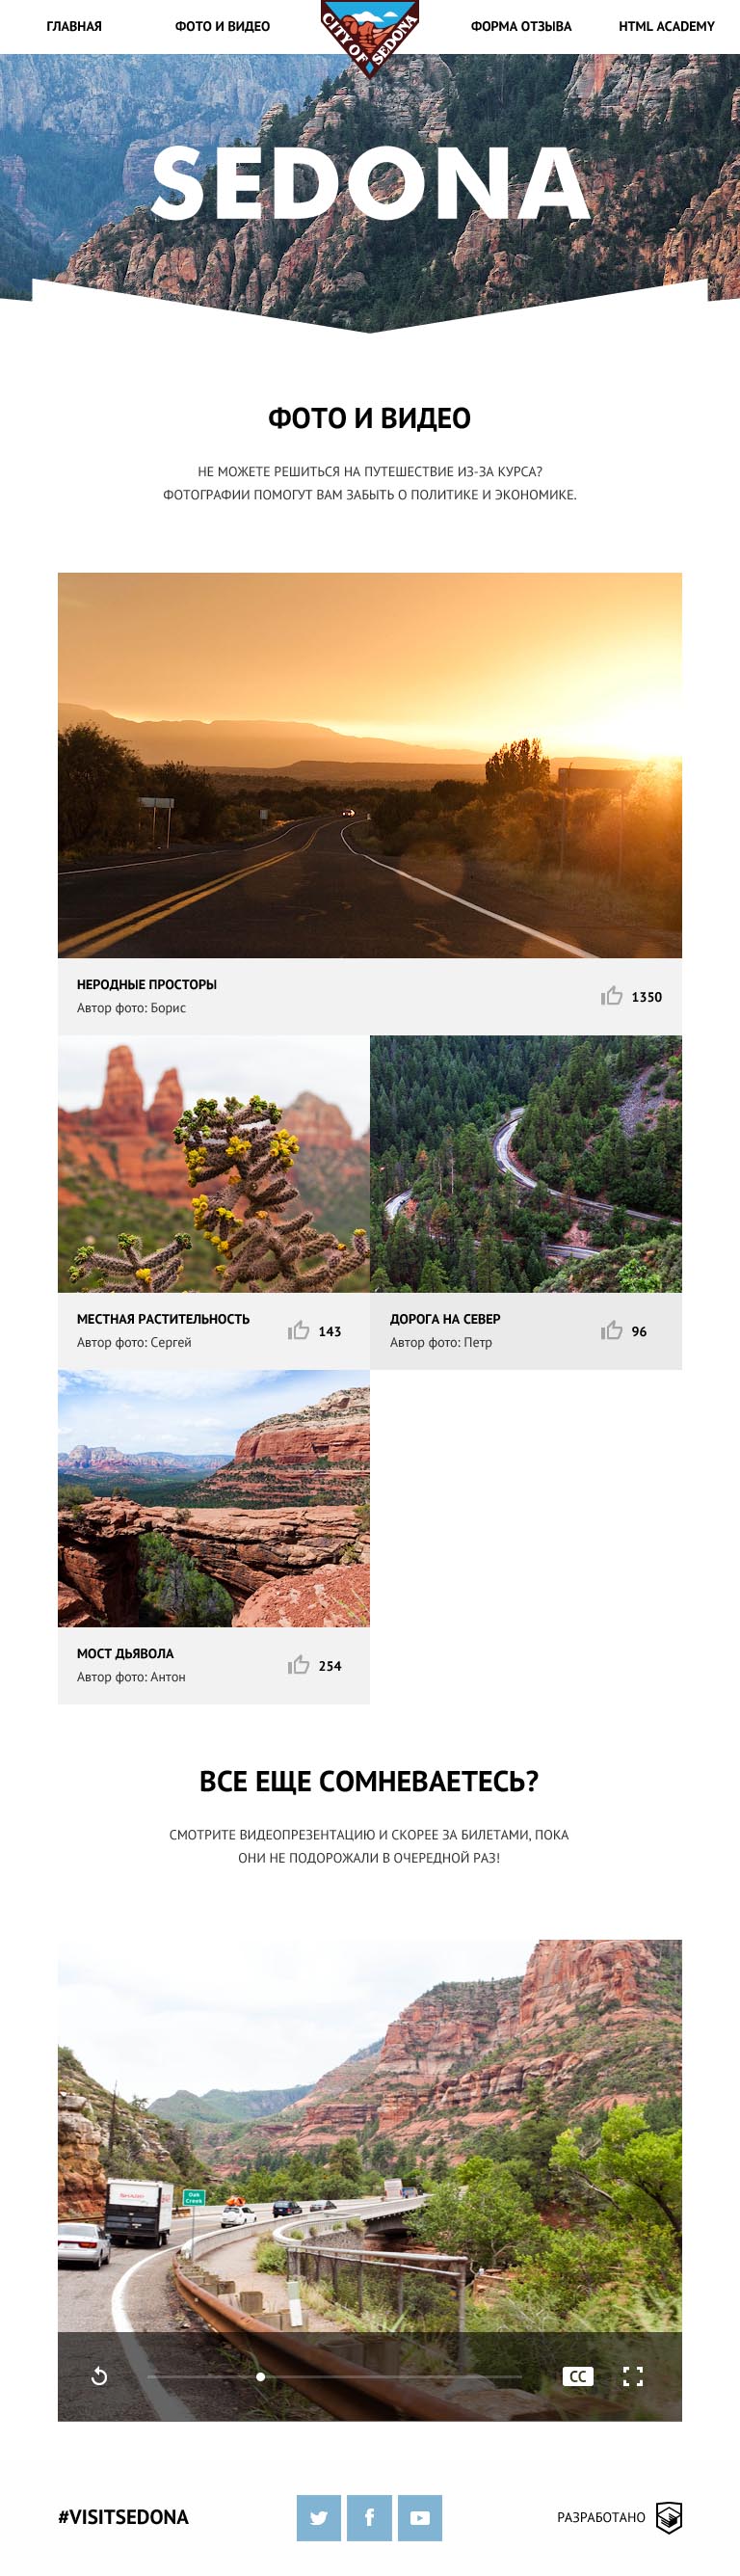 ГЛАВНАЯ
ФОТО И ВИДЕО
CITY OF SEDONA
ФОРМА ОТЗЫВА
HTML ACADEMY
SEDONA
ФОТО И ВИДЕО
НЕ МОЖЕТЕ РЕШИТЬСЯ НА ПУТЕШЕСТВИЕ ИЗ-ЗА КУРСА?
ФОТОГРАФИИ ПОМОГУТ ВАМ ЗАБЫТЬ О ПОЛИТИКЕ И ЭКОНОМИКЕ.
НЕРОДНЫЕ ПРОСТОРЫ
Автор фото: Борис
1350
МЕСТНАЯ РАСТИТЕЛЬНОСТЬ
Автор фото: Сергей
143
ДОРОГА НА СЕВЕР
Автор фото: Петр
96
МОСТ ДЬЯВОЛА
Автор фото: Антон
254
ВСЕ ЕЩЕ СОМНЕВАЕТЕСЬ?
СМОТРИТЕ ВИДЕОПРЕЗЕНТАЦИЮ И СКОРЕЕ ЗА БИЛЕТАМИ, ПОКА
ОНИ НЕ ПОДОРОЖАЛИ В ОЧЕРЕДНОЙ РАЗ!
Oak
Creek
CC
#VISITSEDONA
РАЗРАБОТАНО